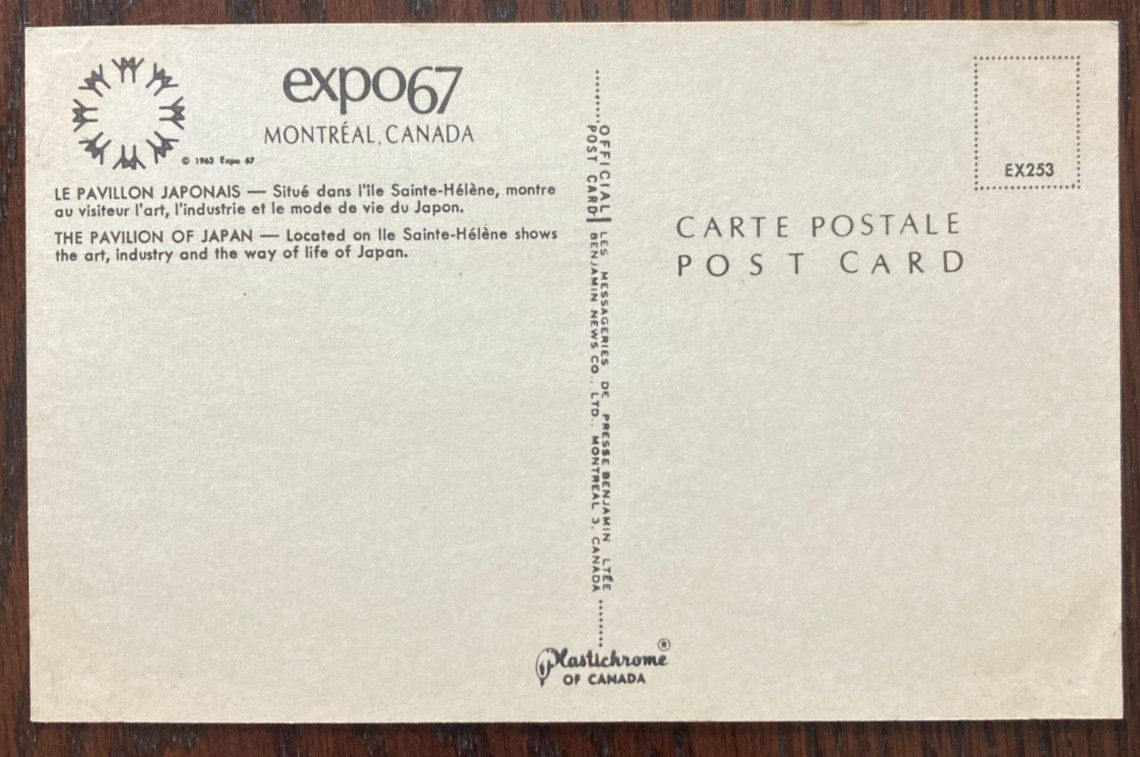 expo67
MONTRÉAL, CANADA
© 1963 Expo 67
LE PAVILLON JAPONAIS — Situé dans l'île Sainte-Hélène, montre
au visiteur l'art, l'industrie et le mode de vie du Japon.
THE PAVILION OF JAPAN — Located on Ile Sainte-Hélène shows
the art, industry and the way of life of Japan.
OFFICIAL LES MESSAGERIES DE PRESSE BENJAMIN LTÉE
POST CARD BENJAMIN NEWS CO., LTD., MONTREAL 3, CANADA
Plastichrome ®
OF CANADA
EX253
CARTE POSTALE
POST CARD